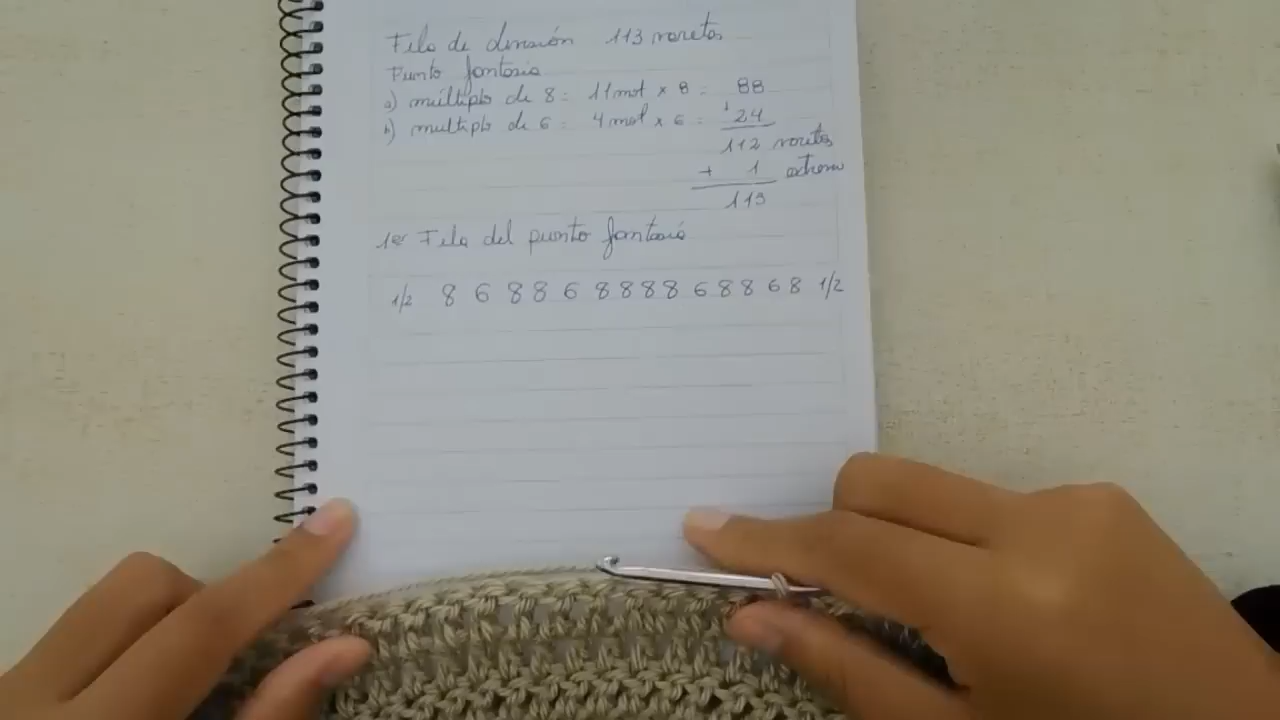 Fila de división 113 varetas
Punto fantasia
a) múltiplo de 8 = 11 mot x 8 = 88
b) multiplo de 6 = 4 mot x 6 = + 24
112 varetas
+ 1 extremo
113
1er Fila del punto fantasía
1/2 8 6 8 8 6 8 8 8 8 6 8 8 6 8 1/2